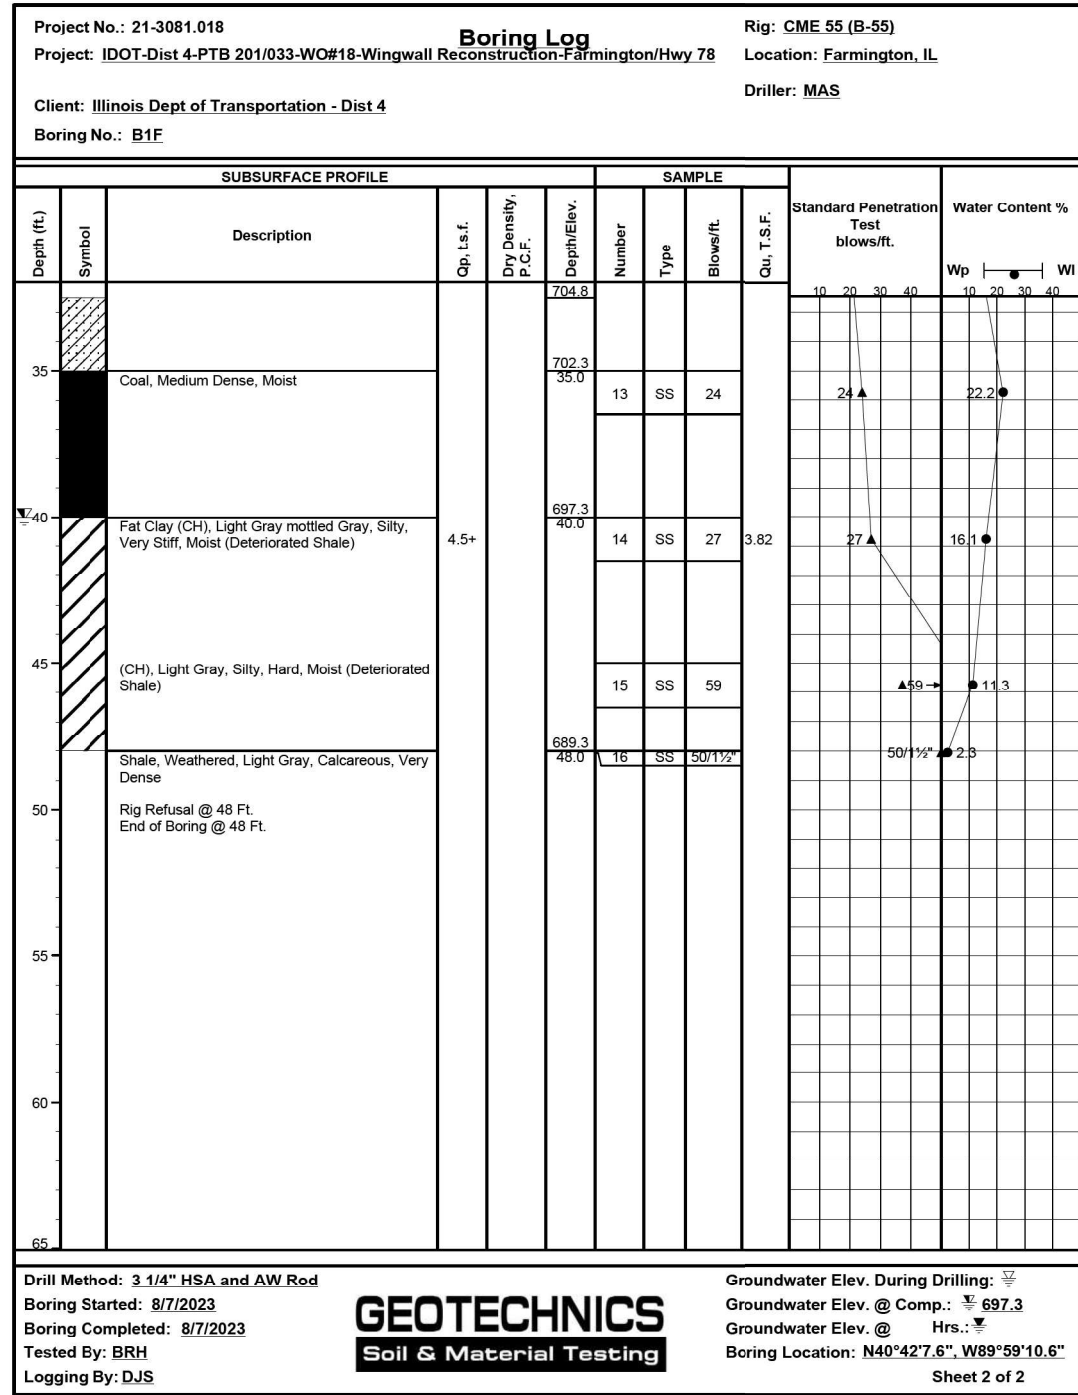 Boring Log
Project No.: 21-3081.018
Project: IDOT-Dist 4-PTB 201/033-WO#18-Wingwall Reconstruction-Farmington/Hwy 78
Client: Illinois Dept of Transportation - Dist 4
Boring No.: B1F
Rig: CME 55 (B-55)
Location: Farmington, IL
Driller: MAS
SUBSURFACE PROFILE
SAMPLE
Depth (ft.)
Symbol
Description
Qp, t.s.f.
Dry Density, P.C.F.
Depth/Elev.
Number
Type
Blows/ft.
Qu, T.S.F.
Standard Penetration
Test
blows/ft.
Water Content %
Wp Wl
10 20 30 40
10 20 30 40
704.8
702.3
35
35.0
Coal, Medium Dense, Moist
13 SS 24
24
22.2
697.3
40
40.0
Fat Clay (CH), Light Gray mottled Gray, Silty,
Very Stiff, Moist (Deteriorated Shale)
4.5+
14 SS 27 3.82
27
16.1
45
(CH), Light Gray, Silty, Hard, Moist (Deteriorated
Shale)
15 SS 59
59
11.3
689.3
48.0
Shale, Weathered, Light Gray, Calcareous, Very
Dense
16 SS 50/1½"
50/1½"
2.3
50
Rig Refusal @ 48 Ft.
End of Boring @ 48 Ft.
55
60
65
Drill Method: 3 1/4" HSA and AW Rod
Boring Started: 8/7/2023
Boring Completed: 8/7/2023
Tested By: BRH
Logging By: DJS
GEOTECHNICS
Soil & Material Testing
Groundwater Elev. During Drilling:
Groundwater Elev. @ Comp.: 697.3
Groundwater Elev. @ Hrs.:
Boring Location: N40°42'7.6", W89°59'10.6"
Sheet 2 of 2